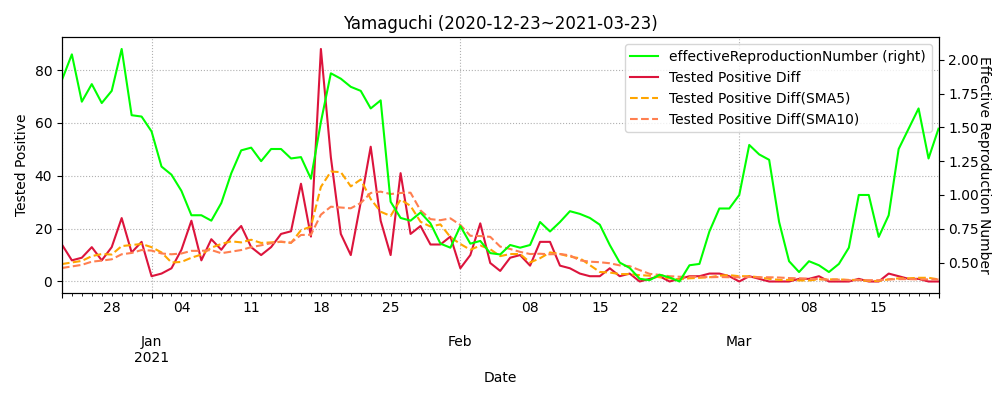 Yamaguchi (2020-12-23~2021-03-23)
effectiveReproductionNumber (right)
Tested Positive Diff
Tested Positive Diff(SMA5)
Tested Positive Diff(SMA10)
Tested Positive
80
60
40
20
0
Effective Reproduction Number
2.00
1.75
1.50
1.25
1.00
0.75
0.50
28 04 11 18 25 08 15 22 08 15
Jan Feb Mar
2021
Date